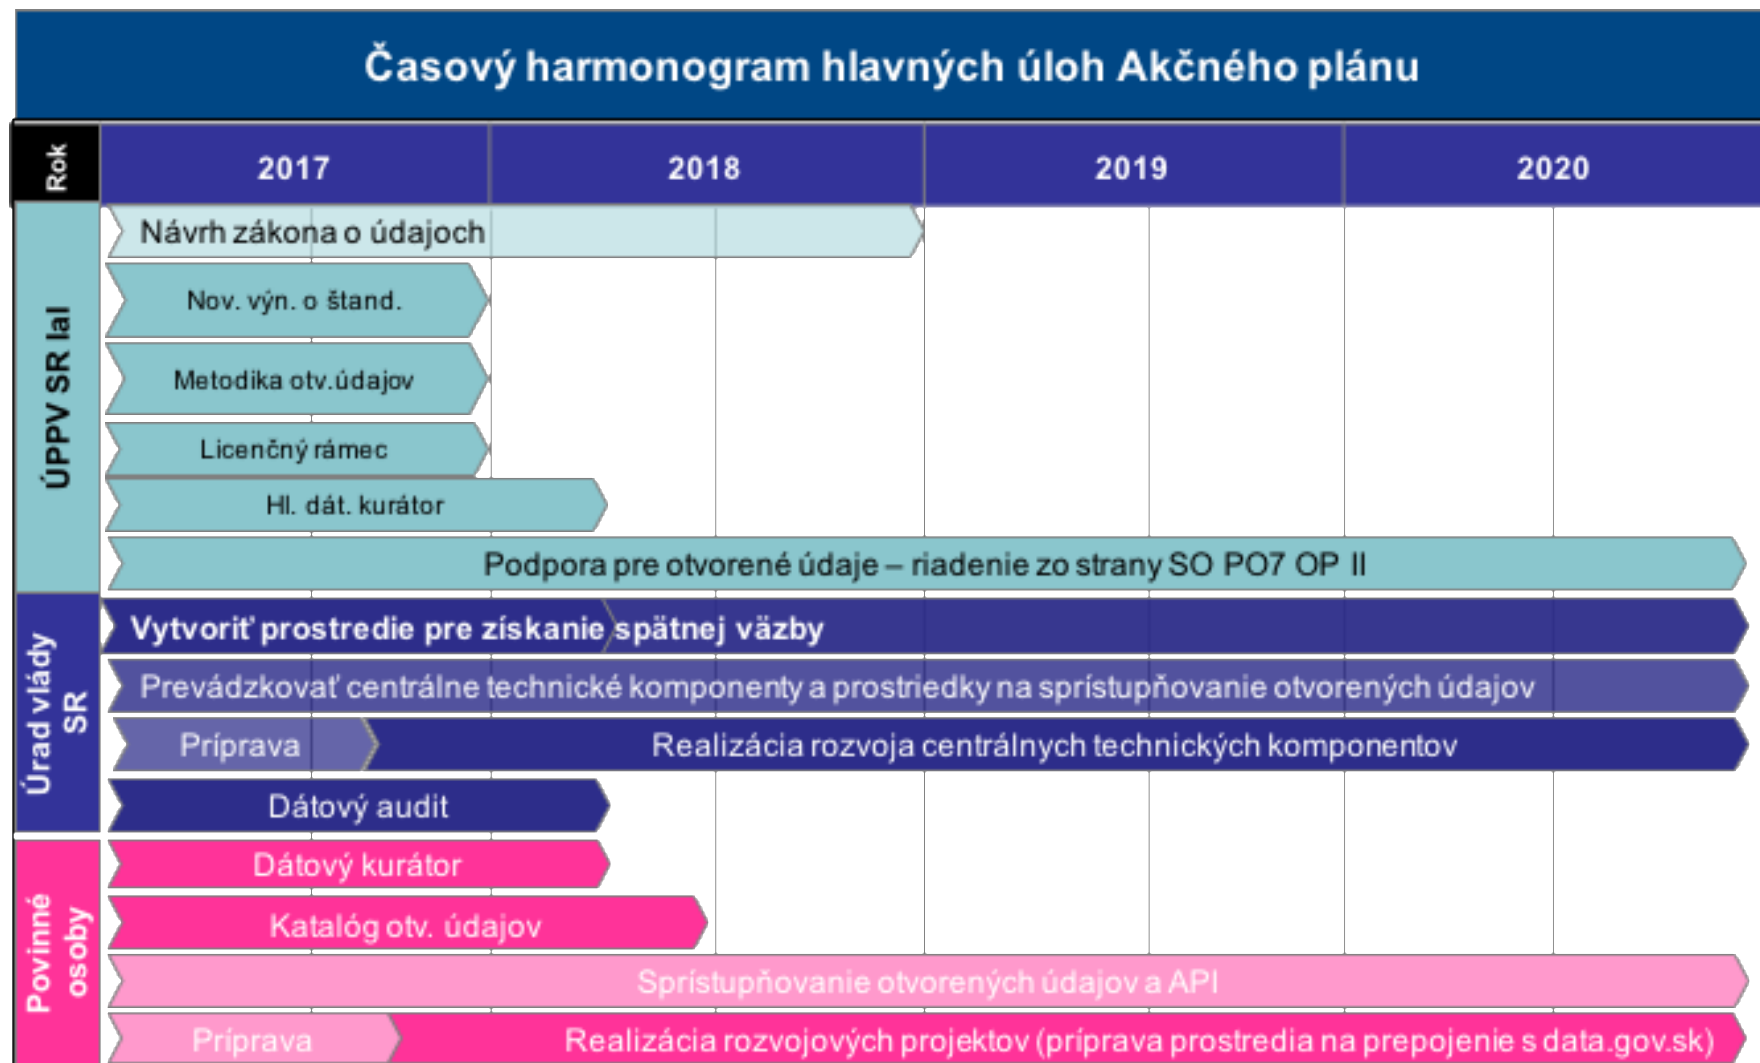 Časový harmonogram hlavných úloh Akčného plánu
Rok
2017
2018
2019
2020
ÚPPV SR IaI
Návrh zákona o údajoch
Nov. výn. o štand.
Metodika otv.údajov
Licenčný rámec
Hl. dát. kurátor
Podpora pre otvorené údaje – riadenie zo strany SO PO7 OP II
Úrad vlády
SR
Vytvoriť prostredie pre získanie spätnej väzby
Prevádzkovať centrálne technické komponenty a prostriedky na sprístupňovanie otvorených údajov
Príprava
Realizácia rozvoja centrálnych technických komponentov
Dátový audit
Povinné
osoby
Dátový kurátor
Katalóg otv. údajov
Sprístupňovanie otvorených údajov a API
Príprava
Realizácia rozvojových projektov (príprava prostredia na prepojenie s data.gov.sk)